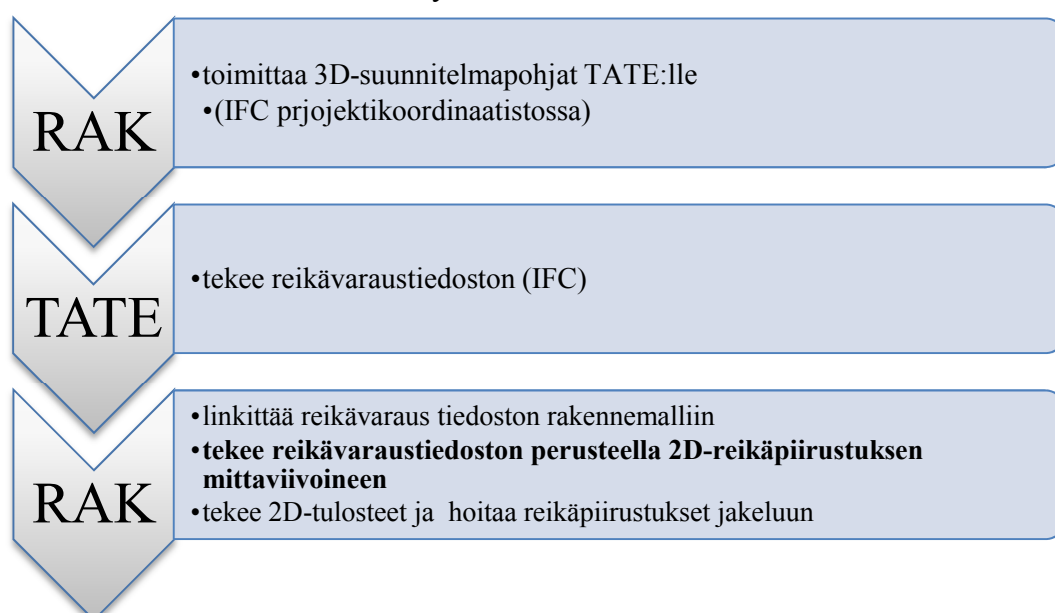 RAK
•toimittaa 3D-suunnitelmapohjat TATE:lle
•(IFC prjojektikoordinaatistossa)
TATE
•tekee reikävaraustiedoston (IFC)
RAK
•linkittää reikävaraus tiedoston rakennemalliin
•tekee reikävaraustiedoston perusteella 2D-reikäpiirustuksen
mittaviivoineen
•tekee 2D-tulosteet ja hoitaa reikäpiirustukset jakeluun